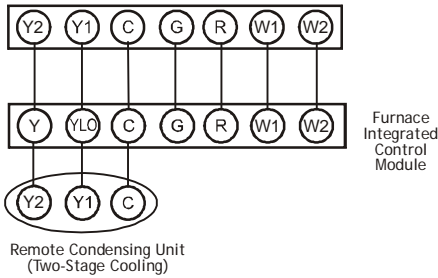 Y2 Y1 C G R W1 W2
Y YLO C G R W1 W2
Furnace
Integrated
Control
Module
Y2 Y1 C
Remote Condensing Unit
(Two-Stage Cooling)